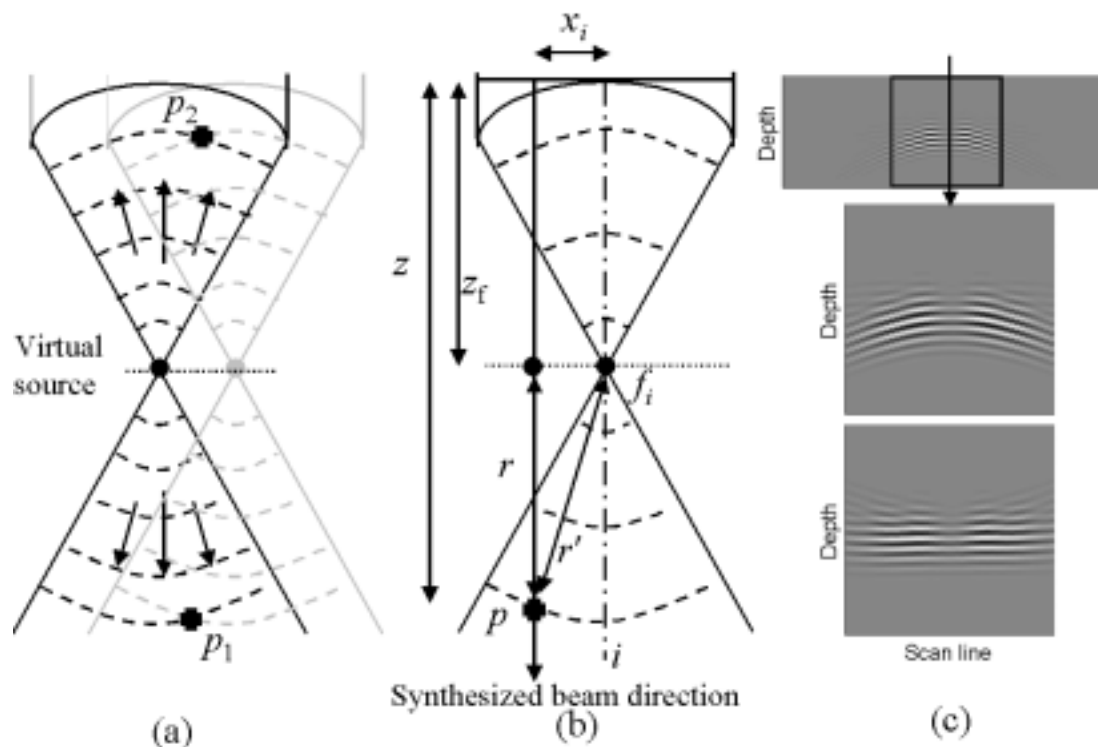 p2
Virtual
source
p1
(a)
xi
z
zf
fi
r
r'
p
i
Synthesized beam direction
(b)
Depth
Depth
Depth
Scan line
(c)